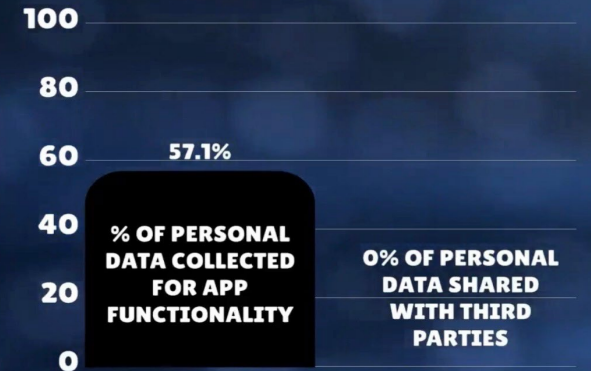 100
80
60
57.1%
40
% OF PERSONAL
DATA COLLECTED
FOR APP
FUNCTIONALITY
0% OF PERSONAL
DATA SHARED
WITH THIRD
PARTIES
20
0